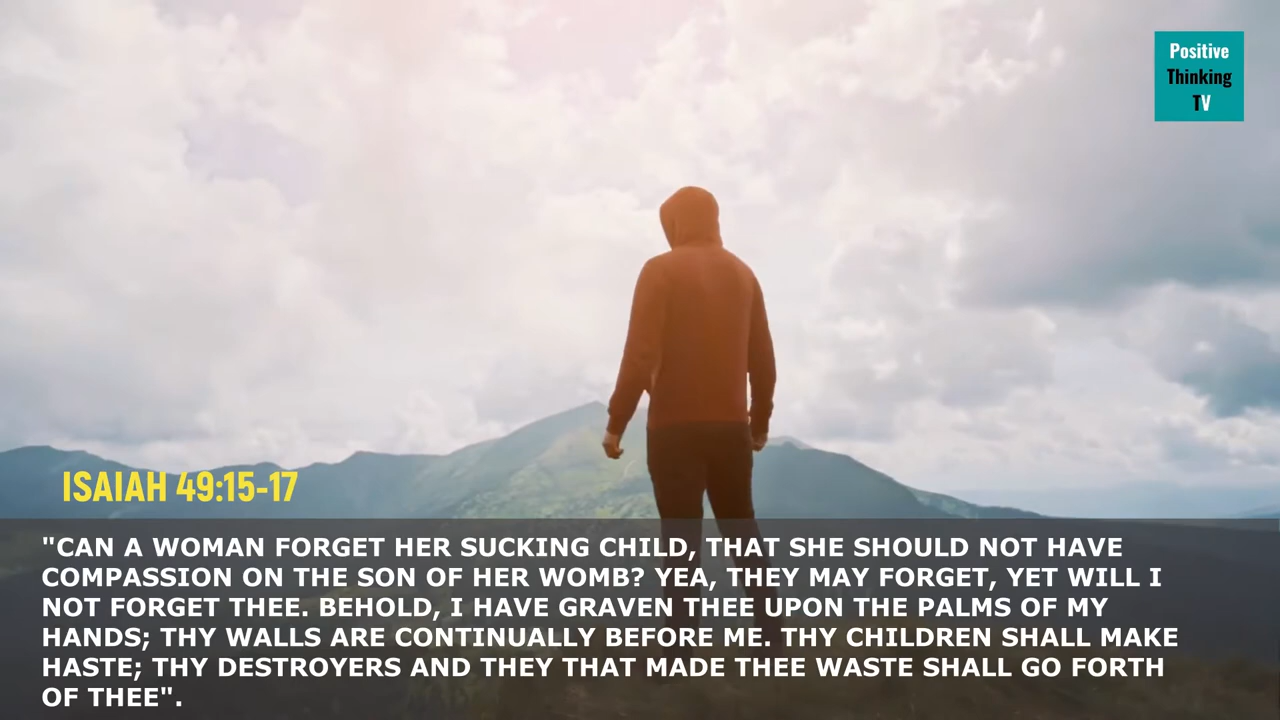 Positive
Thinking
TV
ISAIAH 49:15-17
"CAN A WOMAN FORGET HER SUCKING CHILD, THAT SHE SHOULD NOT HAVE
COMPASSION ON THE SON OF HER WOMB? YEA, THEY MAY FORGET, YET WILL I
NOT FORGET THEE. BEHOLD, I HAVE GRAVEN THEE UPON THE PALMS OF MY
HANDS; THY WALLS ARE CONTINUALLY BEFORE ME. THY CHILDREN SHALL MAKE
HASTE; THY DESTROYERS AND THEY THAT MADE THEE WASTE SHALL GO FORTH
OF THEE".